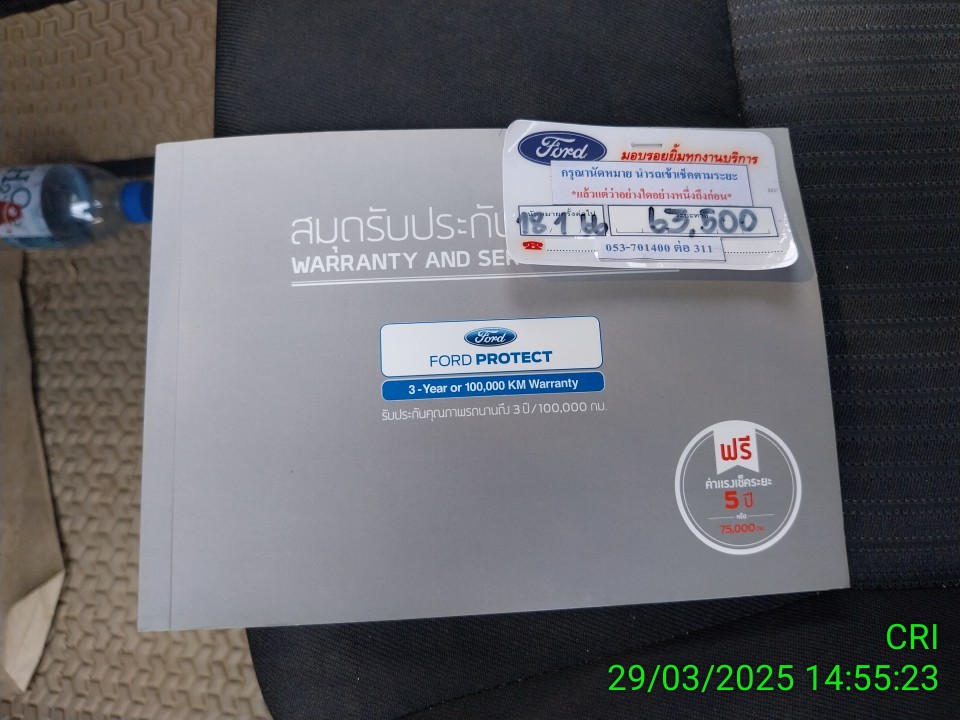 Ford
มอบรอยยิ้มทุกงานบริการ
กรุณานัดหมาย นำรถเข้าเช็คตามระยะ
*แล้วแต่ว่าอย่างใดอย่างหนึ่งถึงก่อน*
63,500
053-701400 ต่อ 311
สมุดรับประกัน
WARRANTY AND SER
Ford
FORD PROTECT
3-Year or 100,000 KM Warranty
รับประกันคุณภาพรถนานถึง 3 ปี/100,000 กม.
ฟรี
ค่าแรงเช็คระยะ
5 ปี
หรือ
75,000 กม.
CRI
29/03/2025 14:55:23